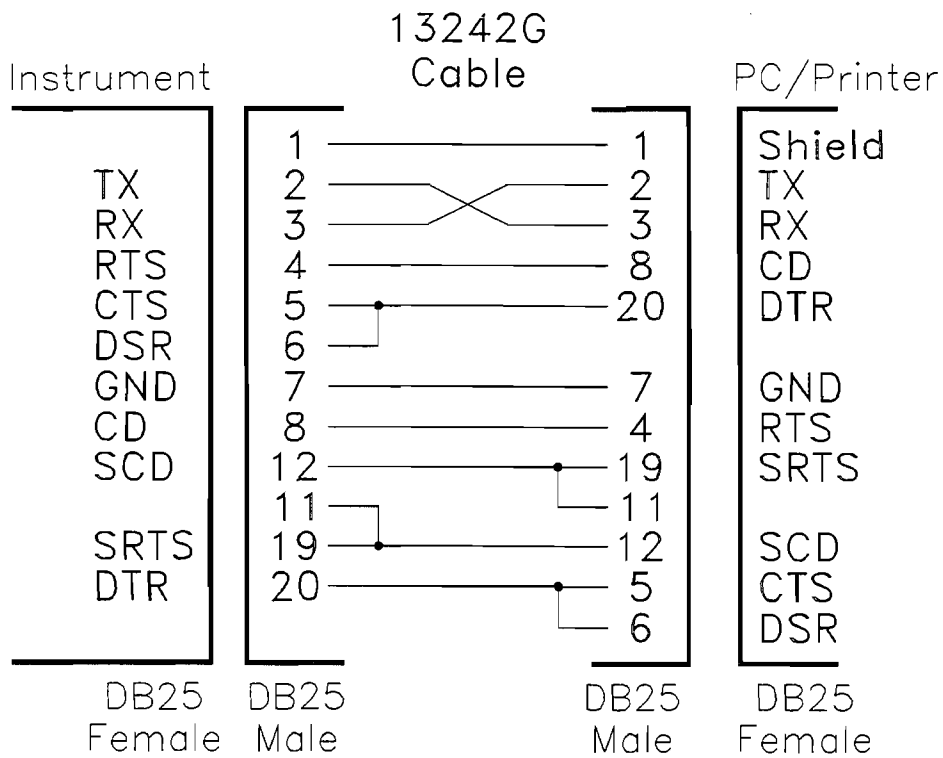 13242G
Cable
Instrument
PC/Printer
1 1 Shield
TX 2 2 TX
RX 3 3 RX
RTS 4 8 CD
CTS 5 20 DTR
DSR 6
GND 7 7 GND
CD 8 4 RTS
SCD 12 19 SRTS
11 11
SRTS 19 12 SCD
DTR 20 5 CTS
6 DSR
DB25 DB25 DB25 DB25
Female Male Male Female